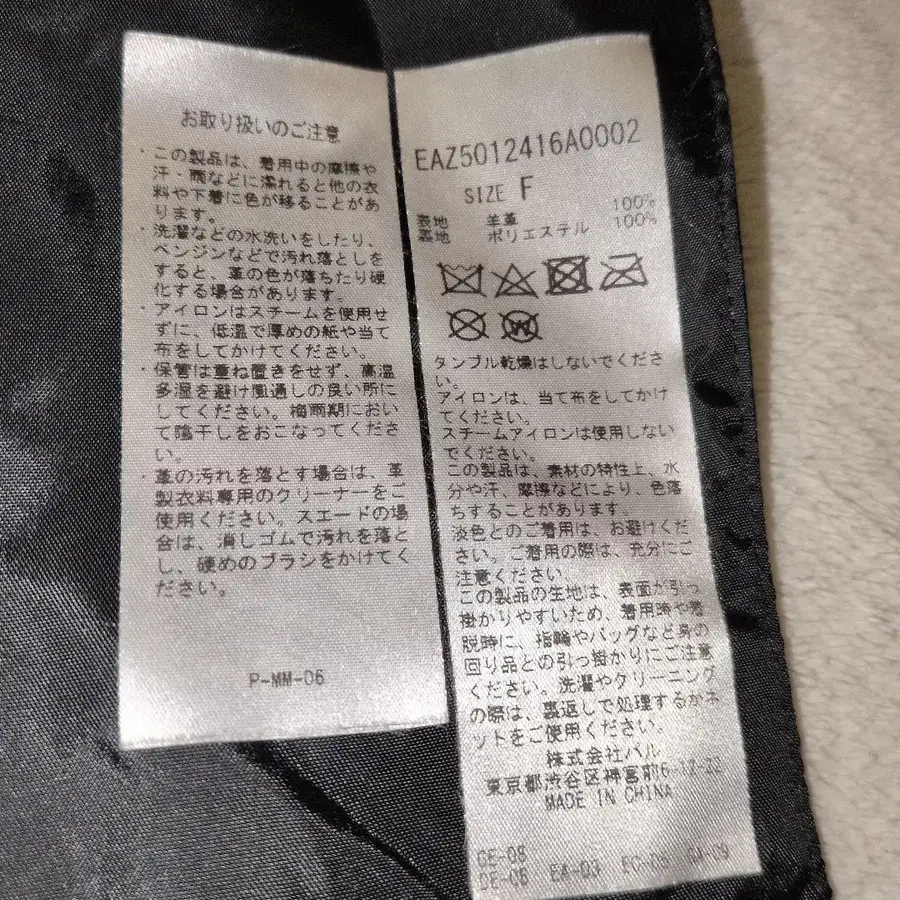 お取り扱いのご注意
・この製品は、着用中の摩擦や
汗・雨などに濡れると他の衣
料や下着に色が移ることがあ
ります。
・洗濯などの水洗いをしたり、
ベンジンなどで汚れ落としを
すると、革の色が落ちたり硬
化する場合があります。
・アイロンはスチームを使用せ
ずに、低温で厚めの紙や当て
布をしてかけてください。
・保管は重ね置きをせず、高温
多湿を避け風通しの良い所に
してください。梅雨期におい
て陰干しをおこなってくださ
い。
・革の汚れを落とす場合は、革
製衣料専用のクリーナーをご
使用ください。スエードの場
合は、消しゴムで汚れを落と
し、硬めのブラシをかけてく
ださい。
P-MM-06
EAZ5012416A0002
SIZE F
表地 羊革 100%
裏地 ポリエステル 100%
タンブル乾燥はしないでくださ
い。
アイロンは、当て布をしてかけ
てください。
スチームアイロンは使用しない
でください。
この製品は、素材の特性上、水
分や汗、摩擦などにより、色落
ちすることがあります。
淡色とのご着用は、お避けくだ
さい。ご着用の際は、充分にご
注意ください。
この製品の生地は、表面が引っ
掛かりやすいため、着用時や着
脱時に、指輪やバッグなど身の
回り品との引っ掛かりにご注意
ください。洗濯やクリーニング
の際は、裏返しで処理するかネ
ットをご使用ください。
株式会社パル
東京都渋谷区神宮前6-12-22
MADE IN CHINA
GE-08
DE-06 EA-03